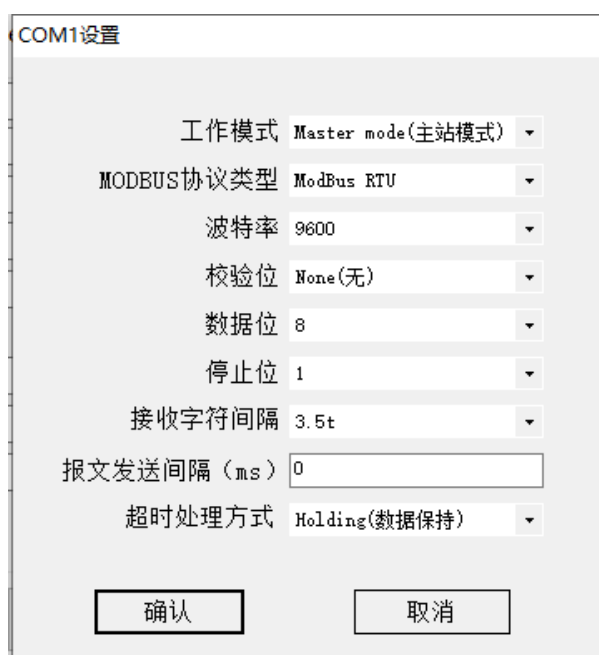 COM1设置
工作模式 Master mode(主站模式)
MODBUS协议类型 ModBus RTU
波特率 9600
校验位 None(无)
数据位 8
停止位 1
接收字符间隔 3.5t
报文发送间隔（ms） 0
超时处理方式 Holding(数据保持)
确认 取消